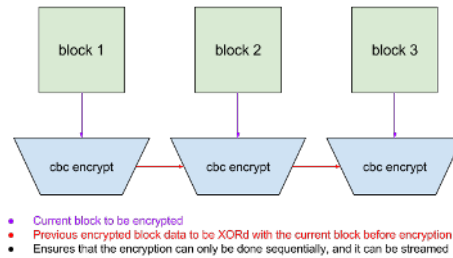 block 1 block 2 block 3
cbc encrypt cbc encrypt cbc encrypt
Current block to be encrypted
Previous encrypted block data to be XORd with the current block before encryption
Ensures that the encryption can only be done sequentially, and it can be streamed